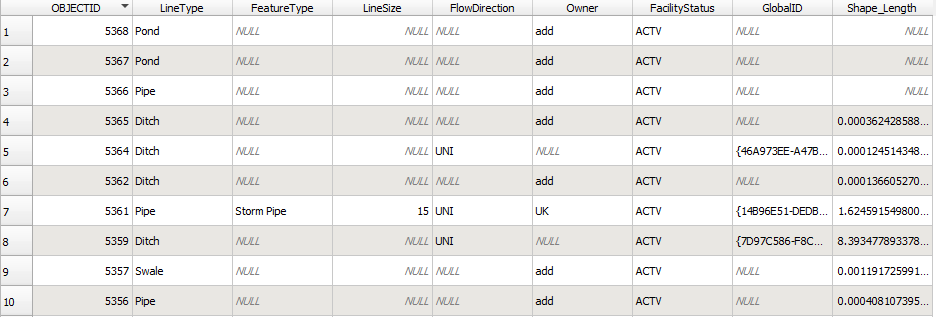 OBJECTID LineType FeatureType LineSize FlowDirection Owner FacilityStatus GlobalID Shape_Length
1 5368 Pond NULL NULL NULL add ACTV NULL NULL
2 5367 Pond NULL NULL NULL add ACTV NULL NULL
3 5366 Pipe NULL NULL NULL add ACTV NULL NULL
4 5365 Ditch NULL NULL NULL add ACTV NULL 0.000362428588...
5 5364 Ditch NULL NULL UNI NULL ACTV {46A973EE-A47B... 0.000124514348...
6 5362 Ditch NULL NULL NULL add ACTV NULL 0.000136605270...
7 5361 Pipe Storm Pipe 15 UNI UK ACTV {14B96E51-DEDB... 1.624591549800...
8 5359 Ditch NULL NULL UNI NULL ACTV {7D97C586-F8C... 8.393477893378...
9 5357 Swale NULL NULL NULL add ACTV NULL 0.001191725991...
10 5356 Pipe NULL NULL NULL add ACTV NULL 0.000408107395...